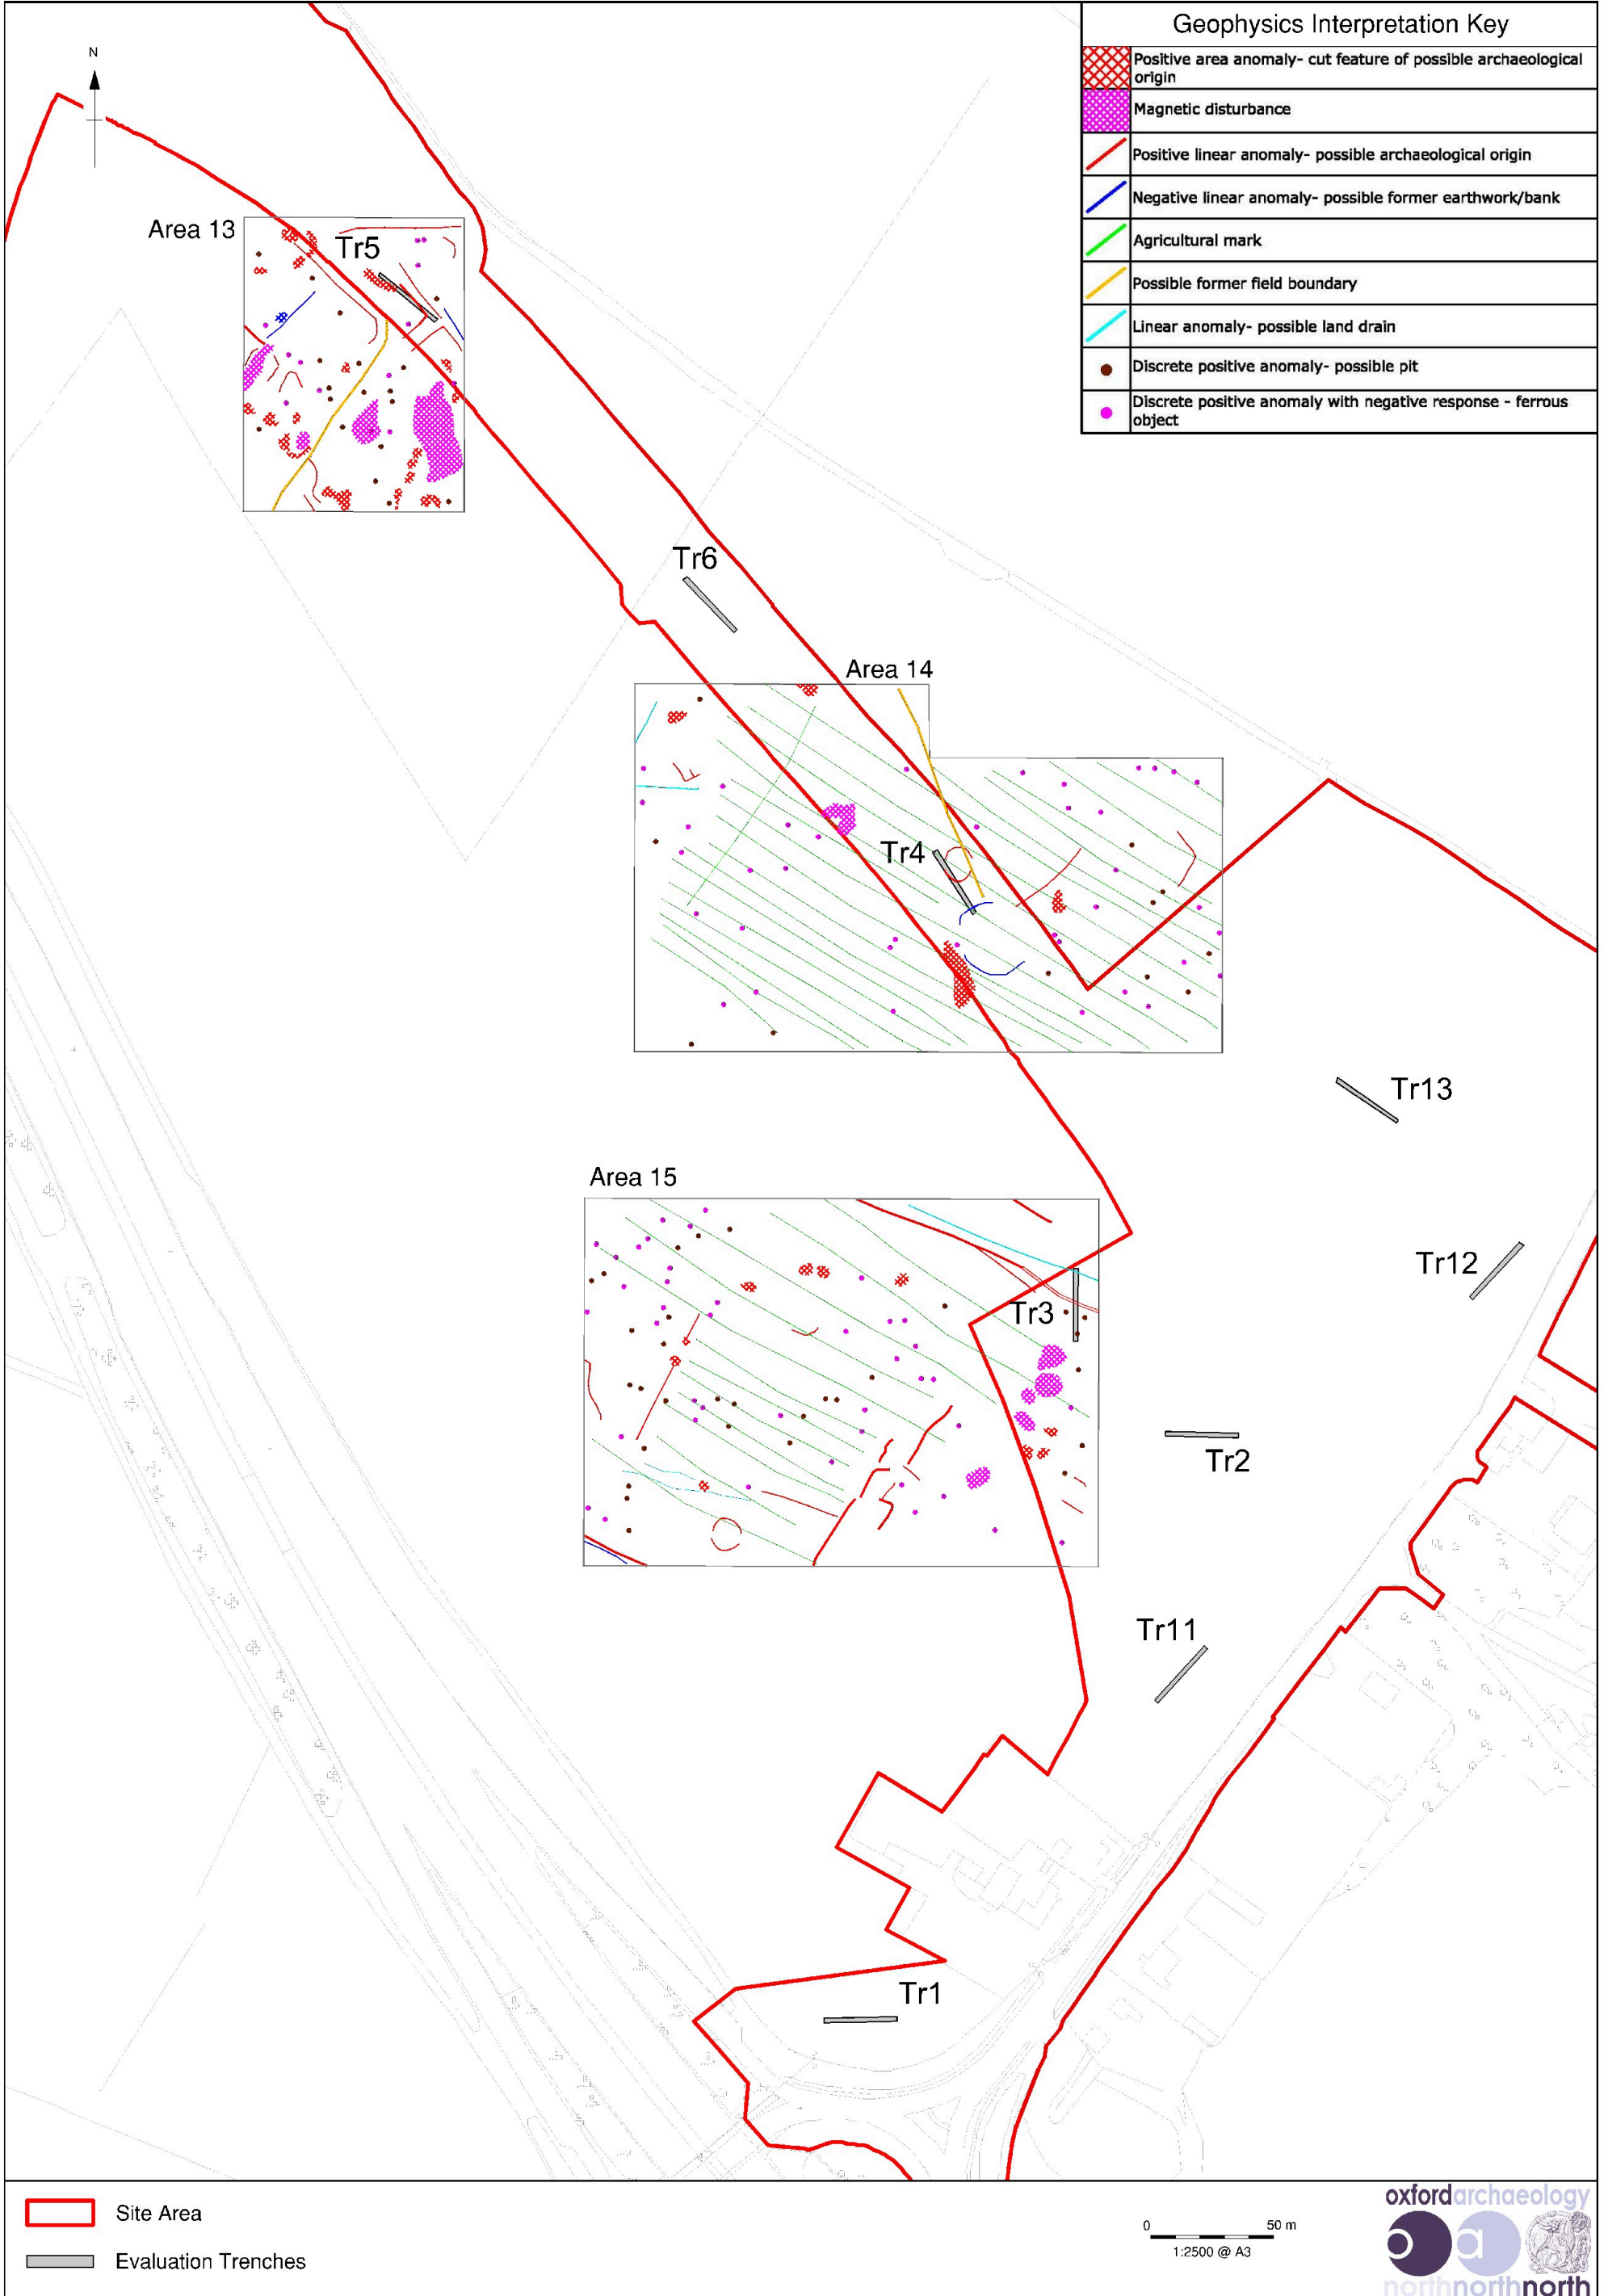 Geophysics Interpretation Key
Positive area anomaly- cut feature of possible archaeological
origin
Magnetic disturbance
Positive linear anomaly- possible archaeological origin
Negative linear anomaly- possible former earthwork/bank
Agricultural mark
Possible former field boundary
Linear anomaly- possible land drain
Discrete positive anomaly- possible pit
Discrete positive anomaly with negative response - ferrous
object
N
Area 13
Tr5
Tr6
Area 14
Tr4
Tr13
Area 15
Tr12
Tr3
Tr2
Tr11
Tr1
Site Area
Evaluation Trenches
0 50 m
1:2500 @ A3
oxfordarchaeology
oa
northnorthnorth